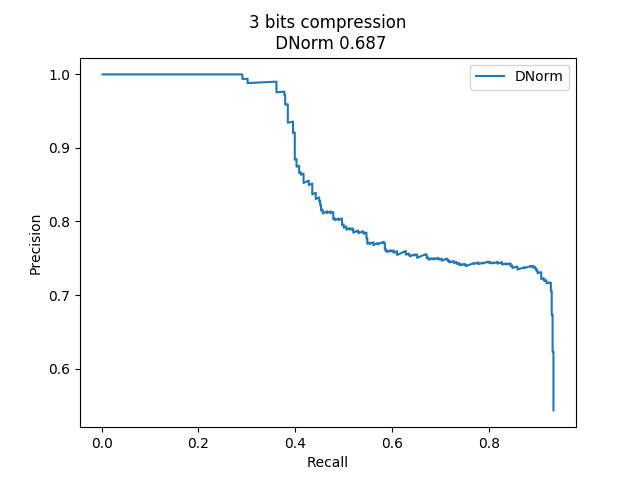 3 bits compression
DNorm 0.687
DNorm
1.0
0.9
0.8
0.7
0.6
Precision
0.0 0.2 0.4 0.6 0.8
Recall